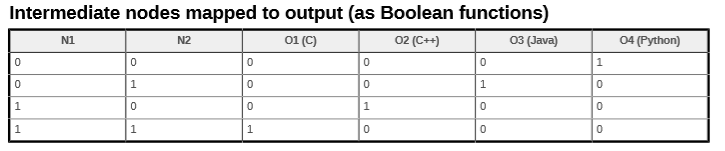 Intermediate nodes mapped to output (as Boolean functions)
N1 N2 O1 (C) O2 (C++) O3 (Java) O4 (Python)
0 0 0 0 0 1
0 1 0 0 1 0
1 0 0 1 0 0
1 1 1 0 0 0